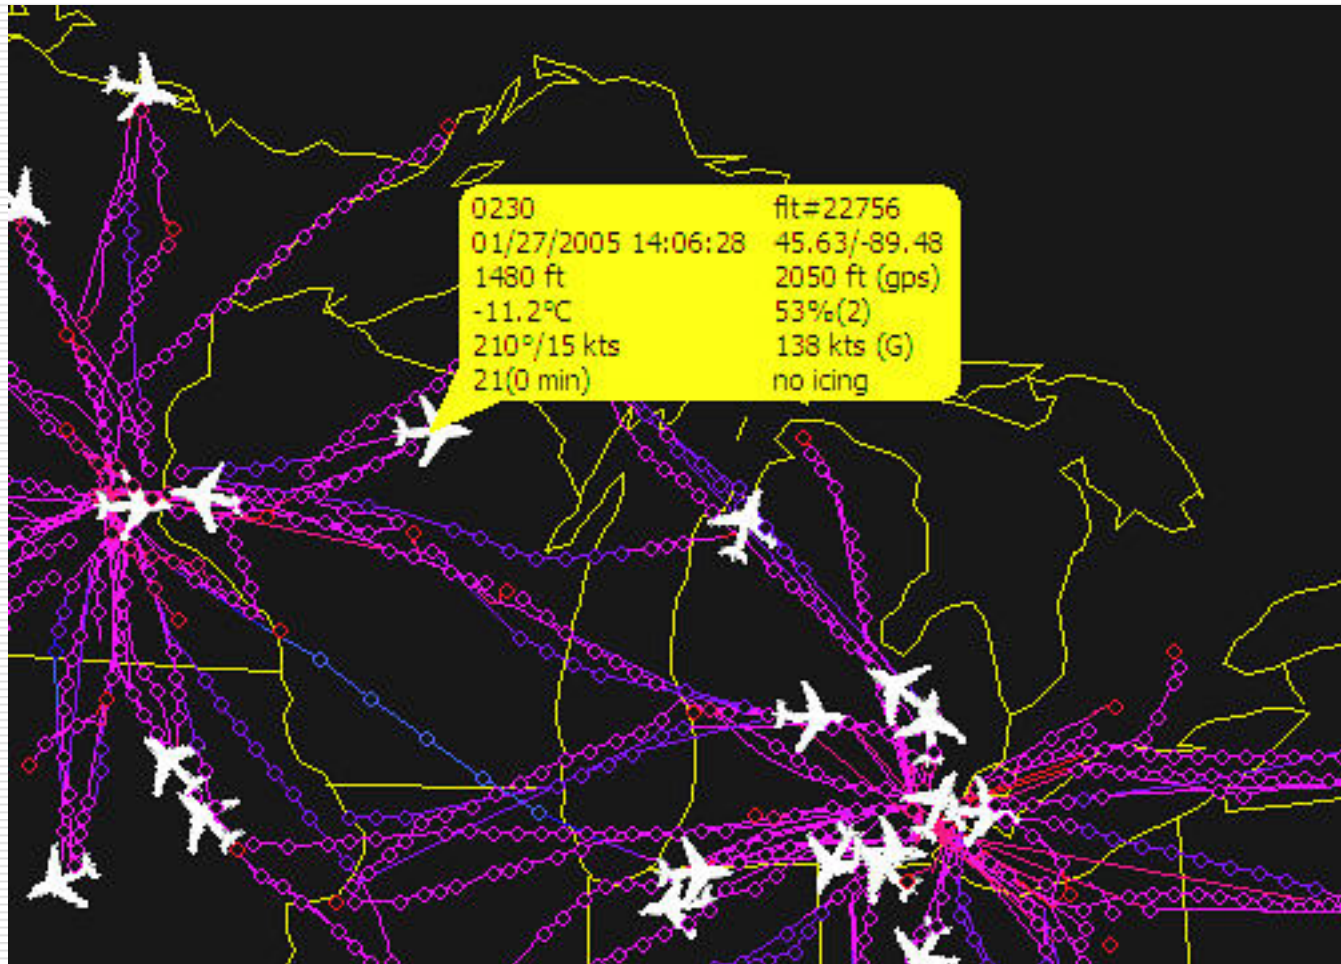 0230 flt#22756
01/27/2005 14:06:28 45.63/-89.48
1480 ft 2050 ft (gps)
-11.2°C 53%(2)
210°/15 kts 138 kts (G)
21(0 min) no icing